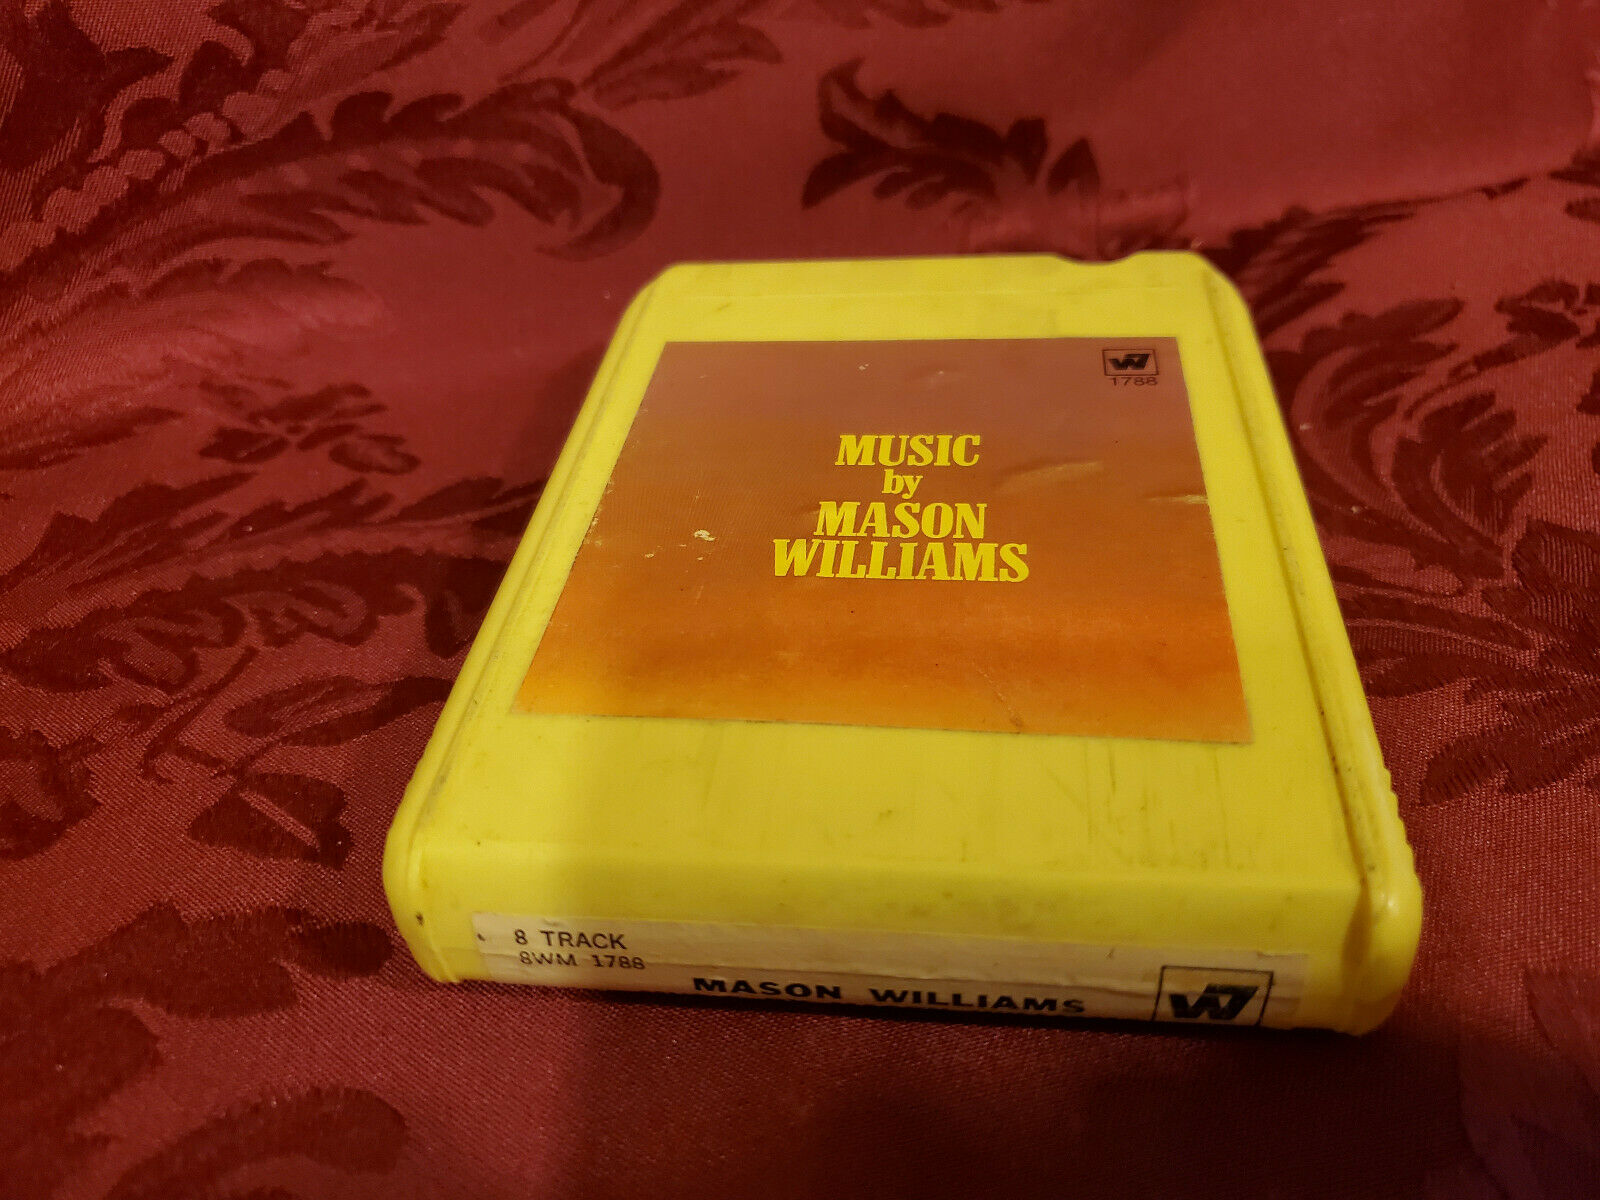 W7
1788
MUSIC
by
MASON
WILLIAMS
8 TRACK
8WM 1788
MASON WILLIAMS
W7